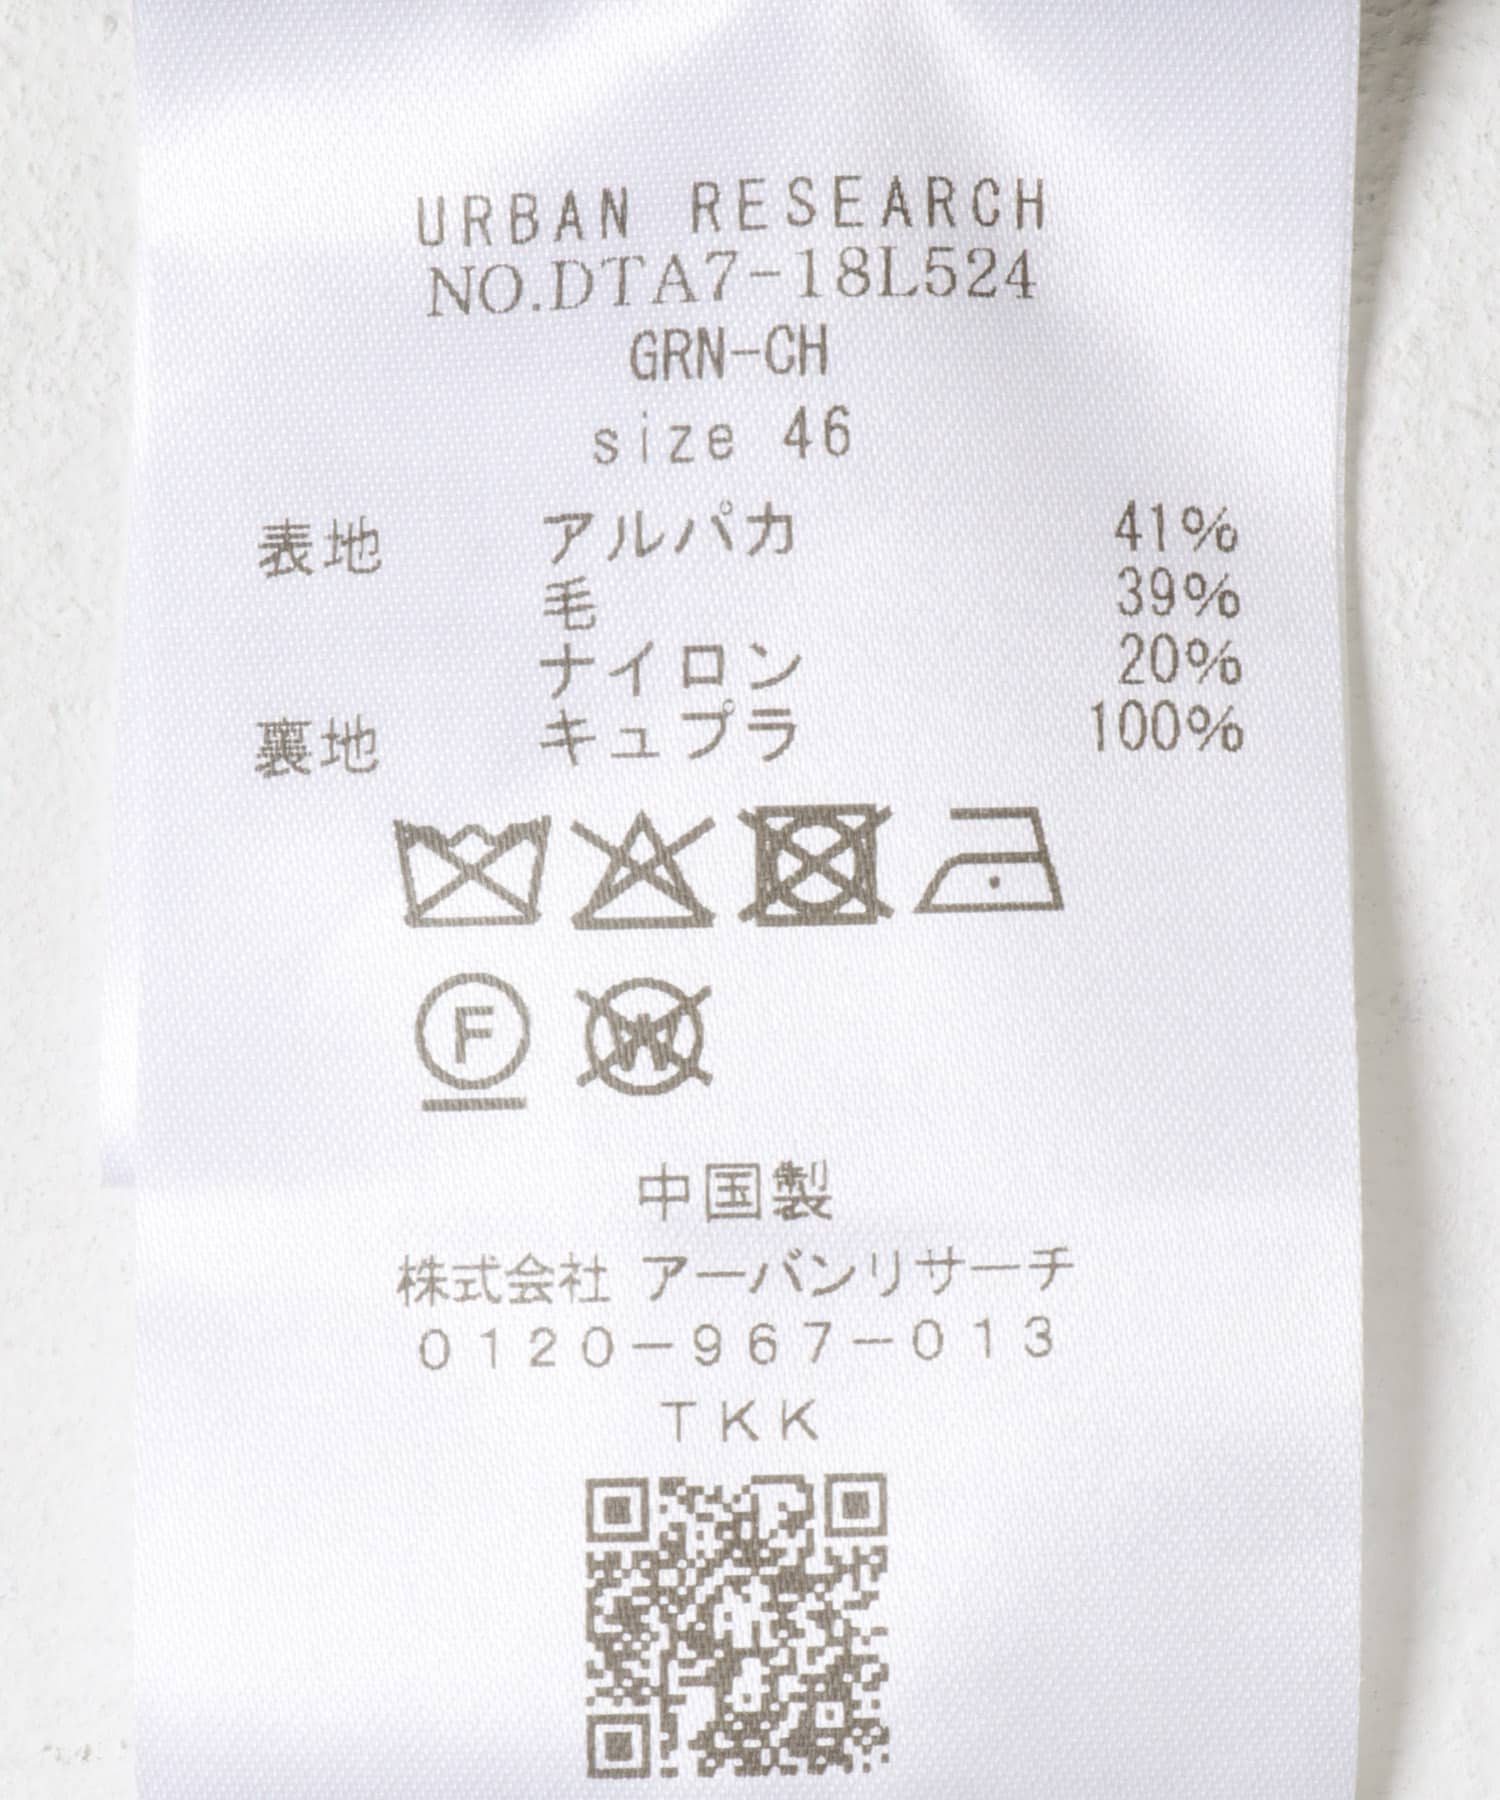 URBAN RESEARCH
NO.DTA7-18L524
GRN-CH
size 46
表地 アルパカ 41%
毛 39%
ナイロン 20%
裏地 キュプラ 100%
F W
中国製
株式会社 アーバンリサーチ
0120-967-013
TKK